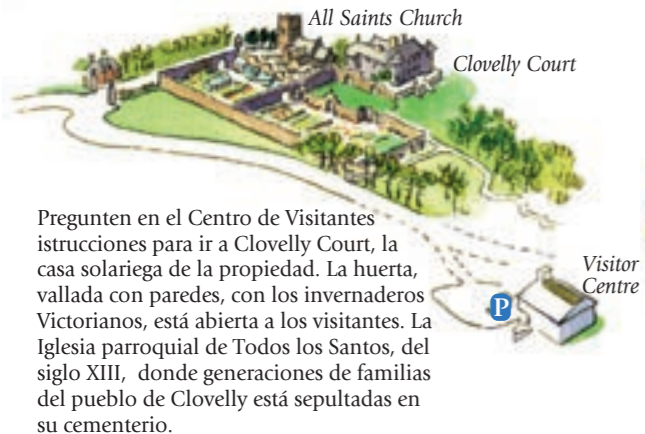 All Saints Church
Clovelly Court
Pregunten en el Centro de Visitantes
istrucciones para ir a Clovelly Court, la
casa solariega de la propiedad. La huerta,
vallada con paredes, con los invernaderos
Victorianos, está abierta a los visitantes. La
Iglesia parroquial de Todos los Santos, del
siglo XIII,  donde generaciones de familias
del pueblo de Clovelly está sepultadas en
su cementerio.
Visitor
Centre
P